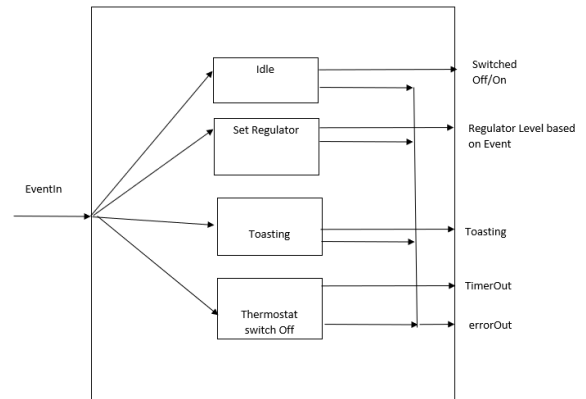 Idle
Switched
Off/On
Set Regulator
Regulator Level based
on Event
EventIn
Toasting
Toasting
TimerOut
Thermostat
switch Off
errorOut